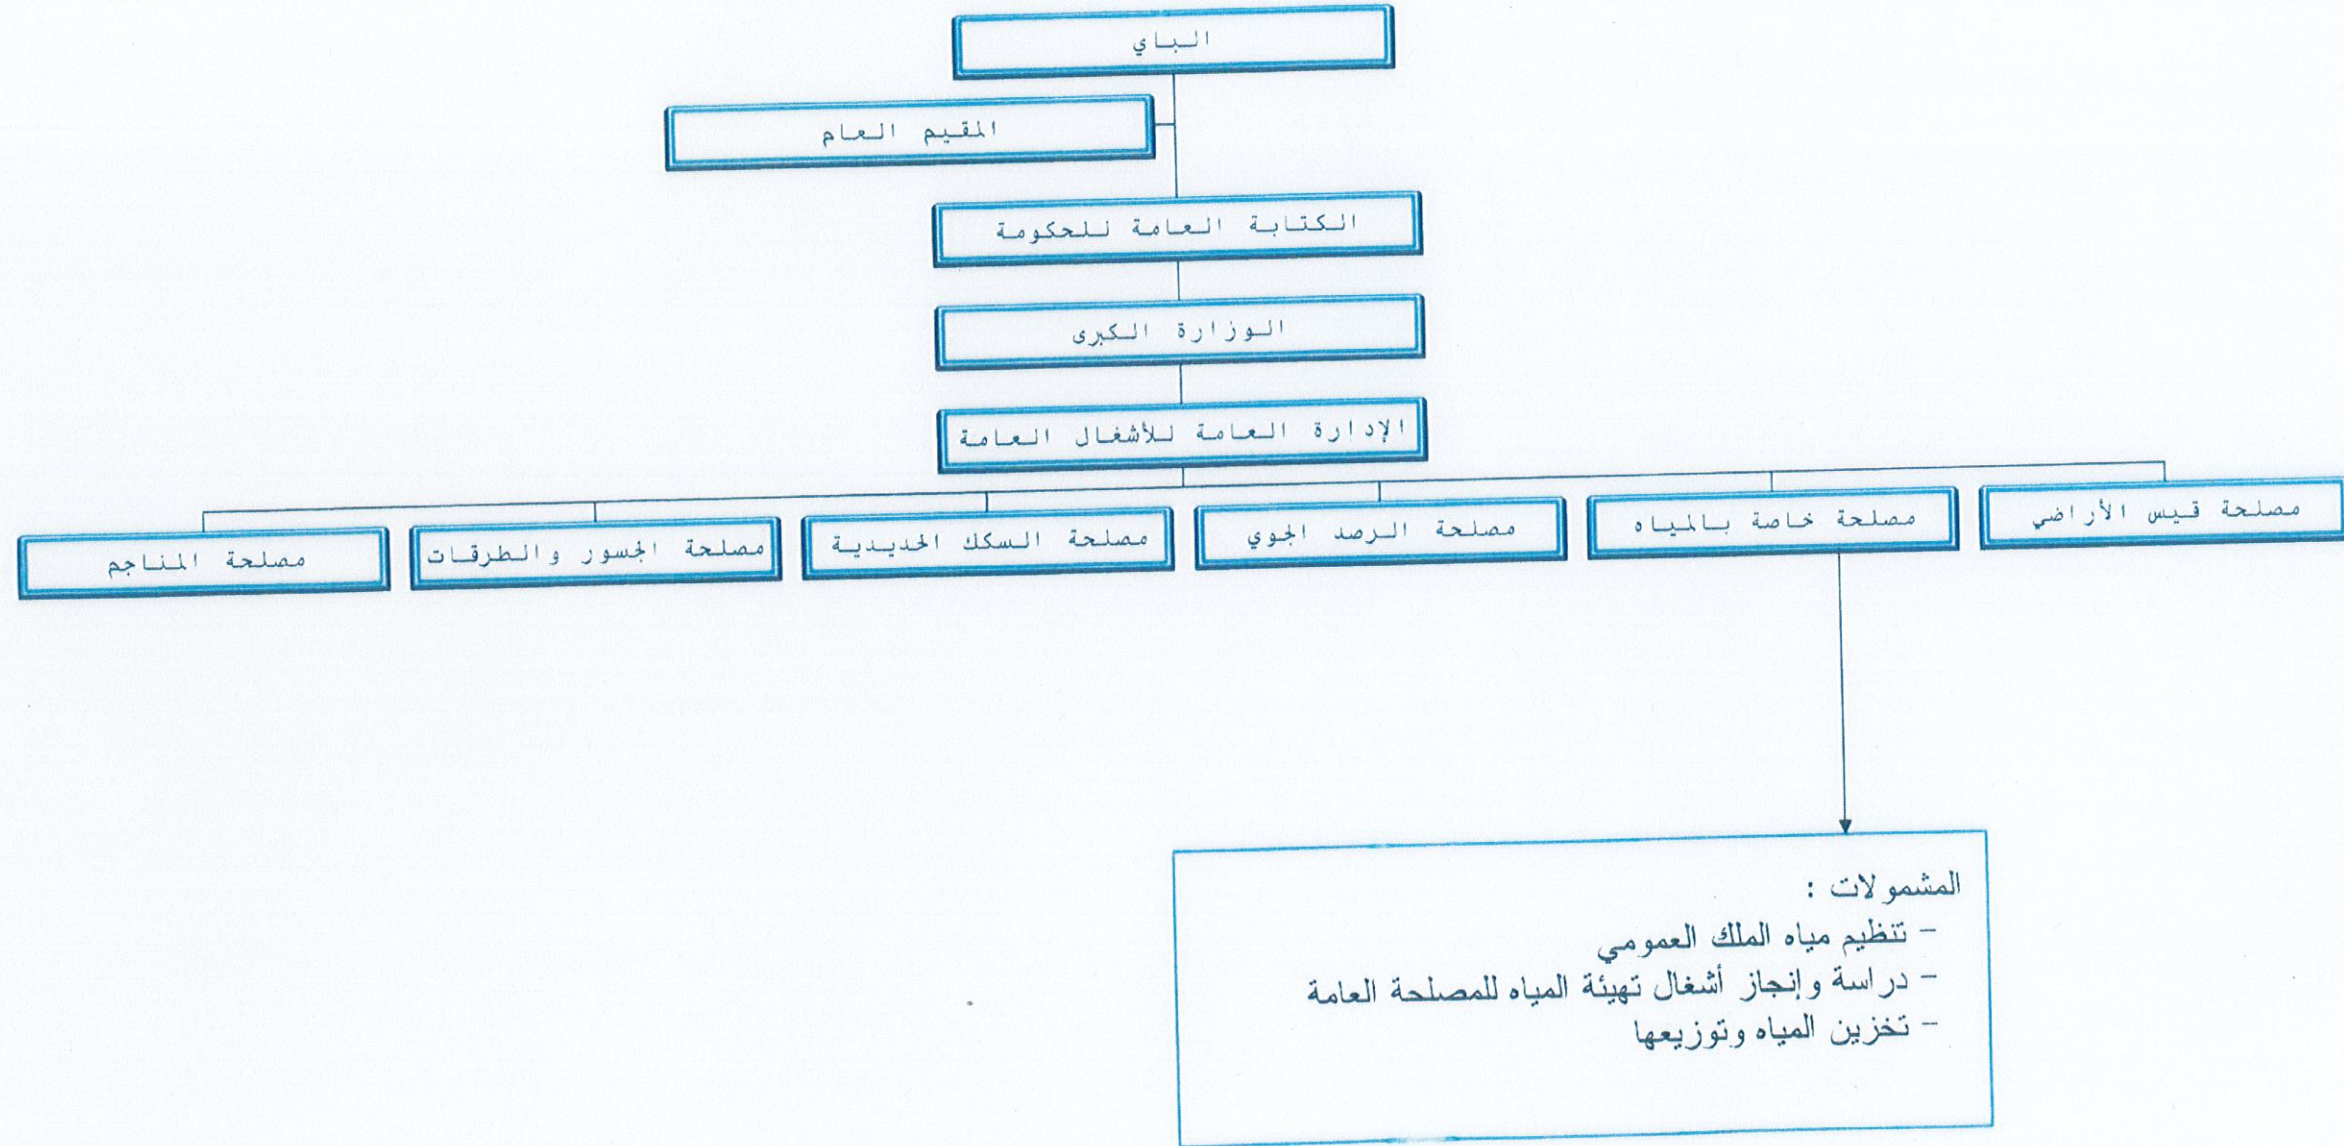 الباي
المقيم العام
الكتابة العامة للحكومة
الوزارة الكبرى
الإدارة العامة للأشغال العامة
مصلحة قيس الأراضي
مصلحة خاصة بالمياه
مصلحة الرصد الجوي
مصلحة السكك الحديدية
مصلحة الجسور والطرقات
مصلحة المناجم
المشمولات :
- تنظيم مياه الملك العمومي
- دراسة وإنجاز أشغال تهيئة المياه للمصلحة العامة
- تخزين المياه وتوزيعها